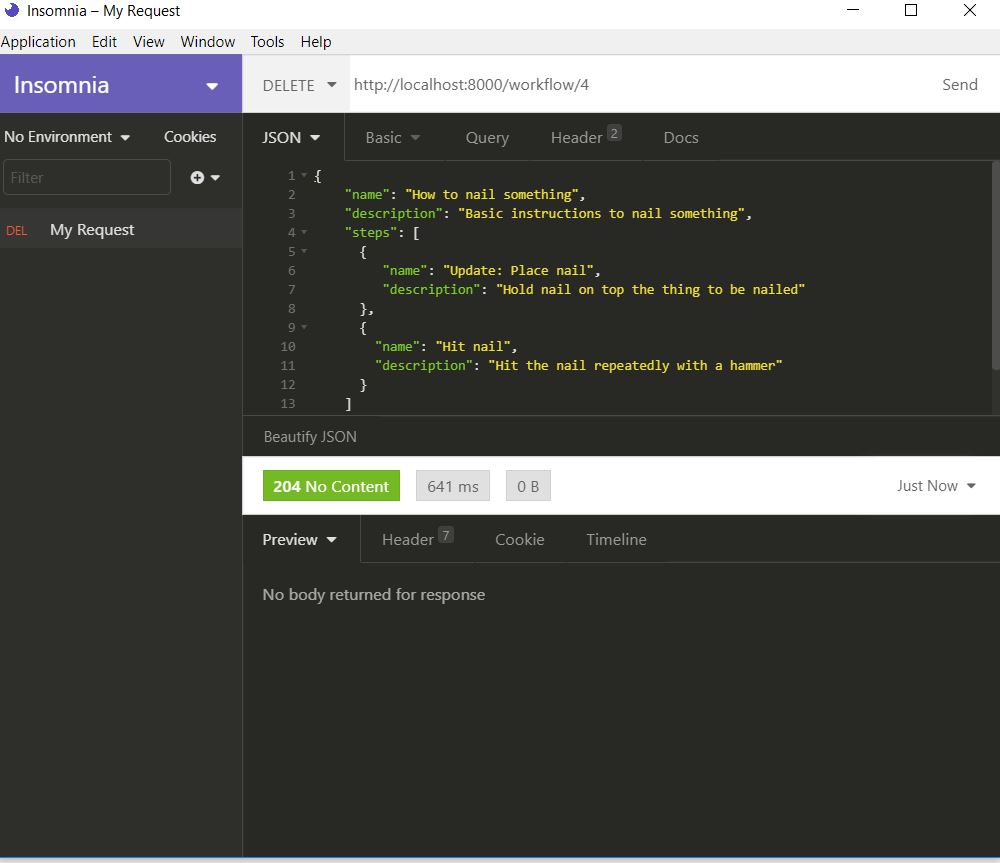 Insomnia – My Request
Application Edit View Window Tools Help
Insomnia
DELETE http://localhost:8000/workflow/4 Send
No Environment Cookies
JSON Basic Query Header 2 Docs
Filter
DEL My Request
1 {
2 "name": "How to nail something",
3 "description": "Basic instructions to nail something",
4 "steps": [
5 {
6 "name": "Update: Place nail",
7 "description": "Hold nail on top the thing to be nailed"
8 },
9 {
10 "name": "Hit nail",
11 "description": "Hit the nail repeatedly with a hammer"
12 }
13 ]
Beautify JSON
204 No Content 641 ms 0 B Just Now
Preview Header 7 Cookie Timeline
No body returned for response